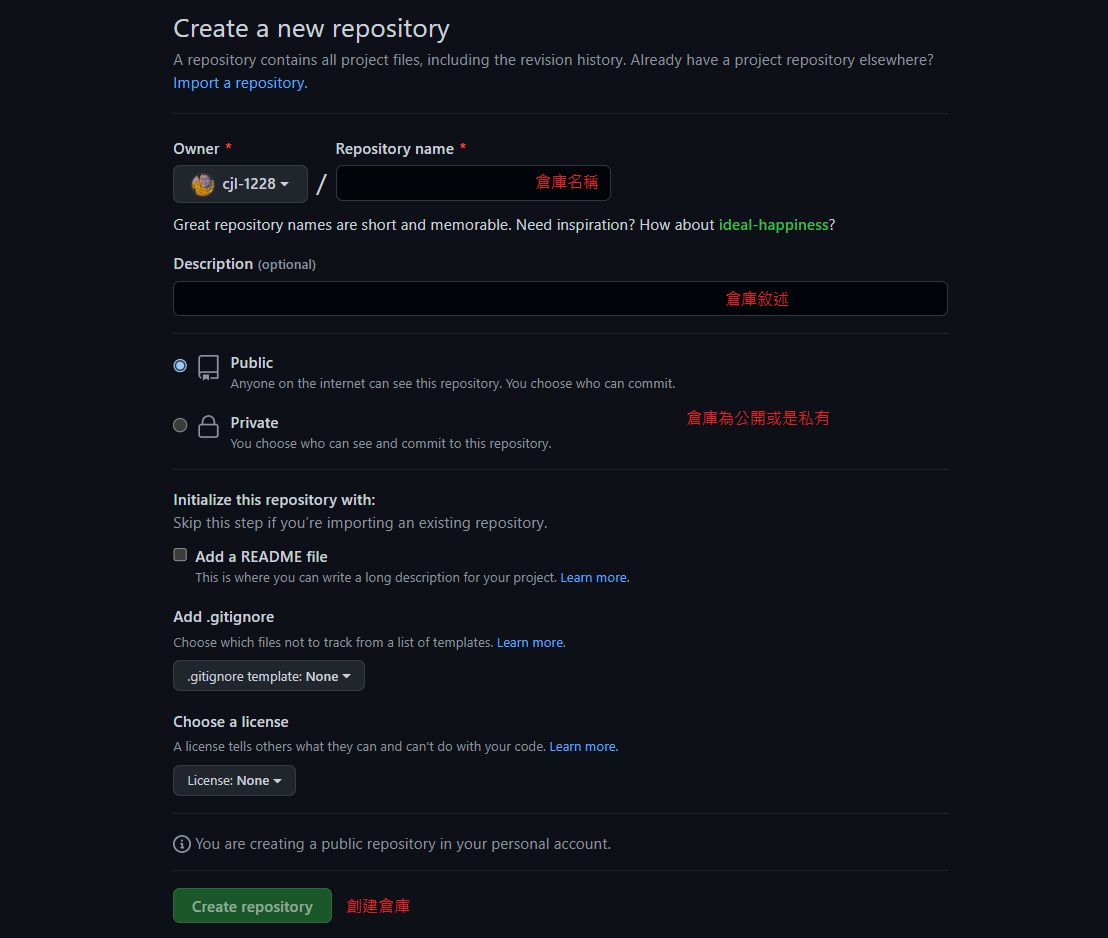 Create a new repository
A repository contains all project files, including the revision history. Already have a project repository elsewhere?
Import a repository.
Owner * Repository name *
cjl-1228 / 倉庫名稱
Great repository names are short and memorable. Need inspiration? How about ideal-happiness?
Description (optional)
倉庫敘述
Public
Anyone on the internet can see this repository. You choose who can commit.
倉庫為公開或是私有
Private
You choose who can see and commit to this repository.
Initialize this repository with:
Skip this step if you're importing an existing repository.
Add a README file
This is where you can write a long description for your project. Learn more.
Add .gitignore
Choose which files not to track from a list of templates. Learn more.
.gitignore template: None
Choose a license
A license tells others what they can and can't do with your code. Learn more.
License: None
You are creating a public repository in your personal account.
Create repository 創建倉庫